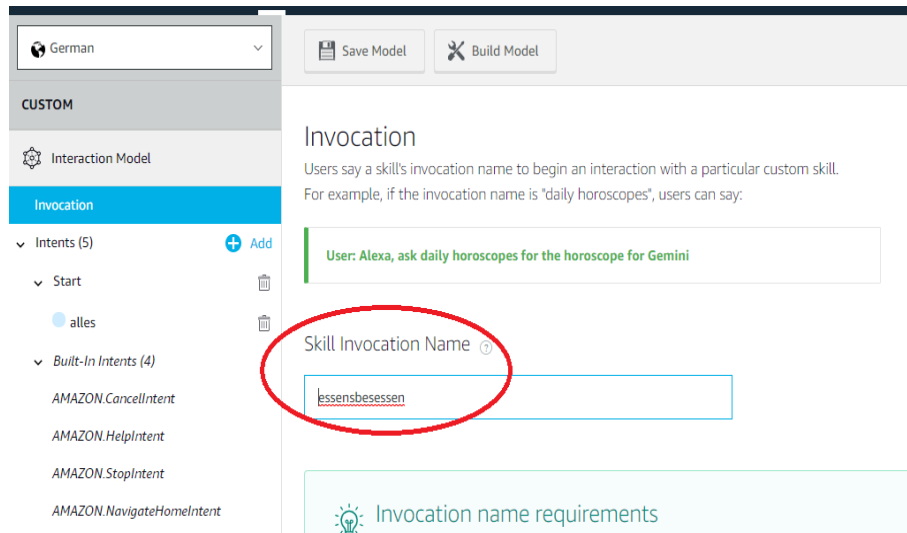 German
Save Model
Build Model
CUSTOM
Interaction Model
Invocation
Intents (5)
Add
Start
alles
Built-In Intents (4)
AMAZON.CancelIntent
AMAZON.HelpIntent
AMAZON.StopIntent
AMAZON.NavigateHomeIntent
Invocation
Users say a skill's invocation name to begin an interaction with a particular custom skill.
For example, if the invocation name is "daily horoscopes", users can say:
User: Alexa, ask daily horoscopes for the horoscope for Gemini
Skill Invocation Name ?
essensbesessen
Invocation name requirements